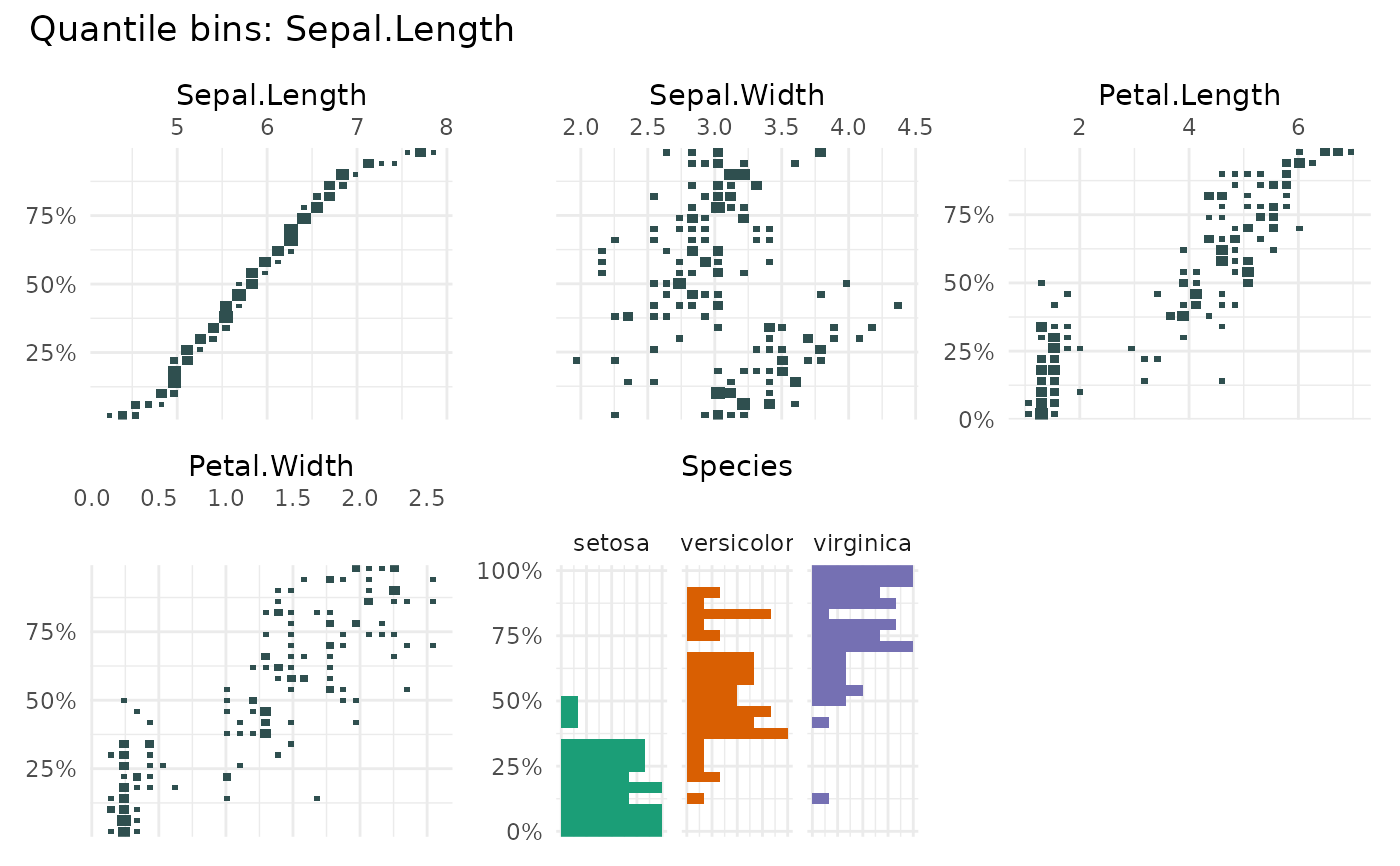 Quantile bins: Sepal.Length
Sepal.Length
5 6 7 8
75%
50%
25%
Sepal.Width
2.0 2.5 3.0 3.5 4.0 4.5
Petal.Length
2 4 6
75%
50%
25%
0%
Petal.Width
0.0 0.5 1.0 1.5 2.0 2.5
75%
50%
25%
Species
setosa versicolor virginica
100%
75%
50%
25%
0%